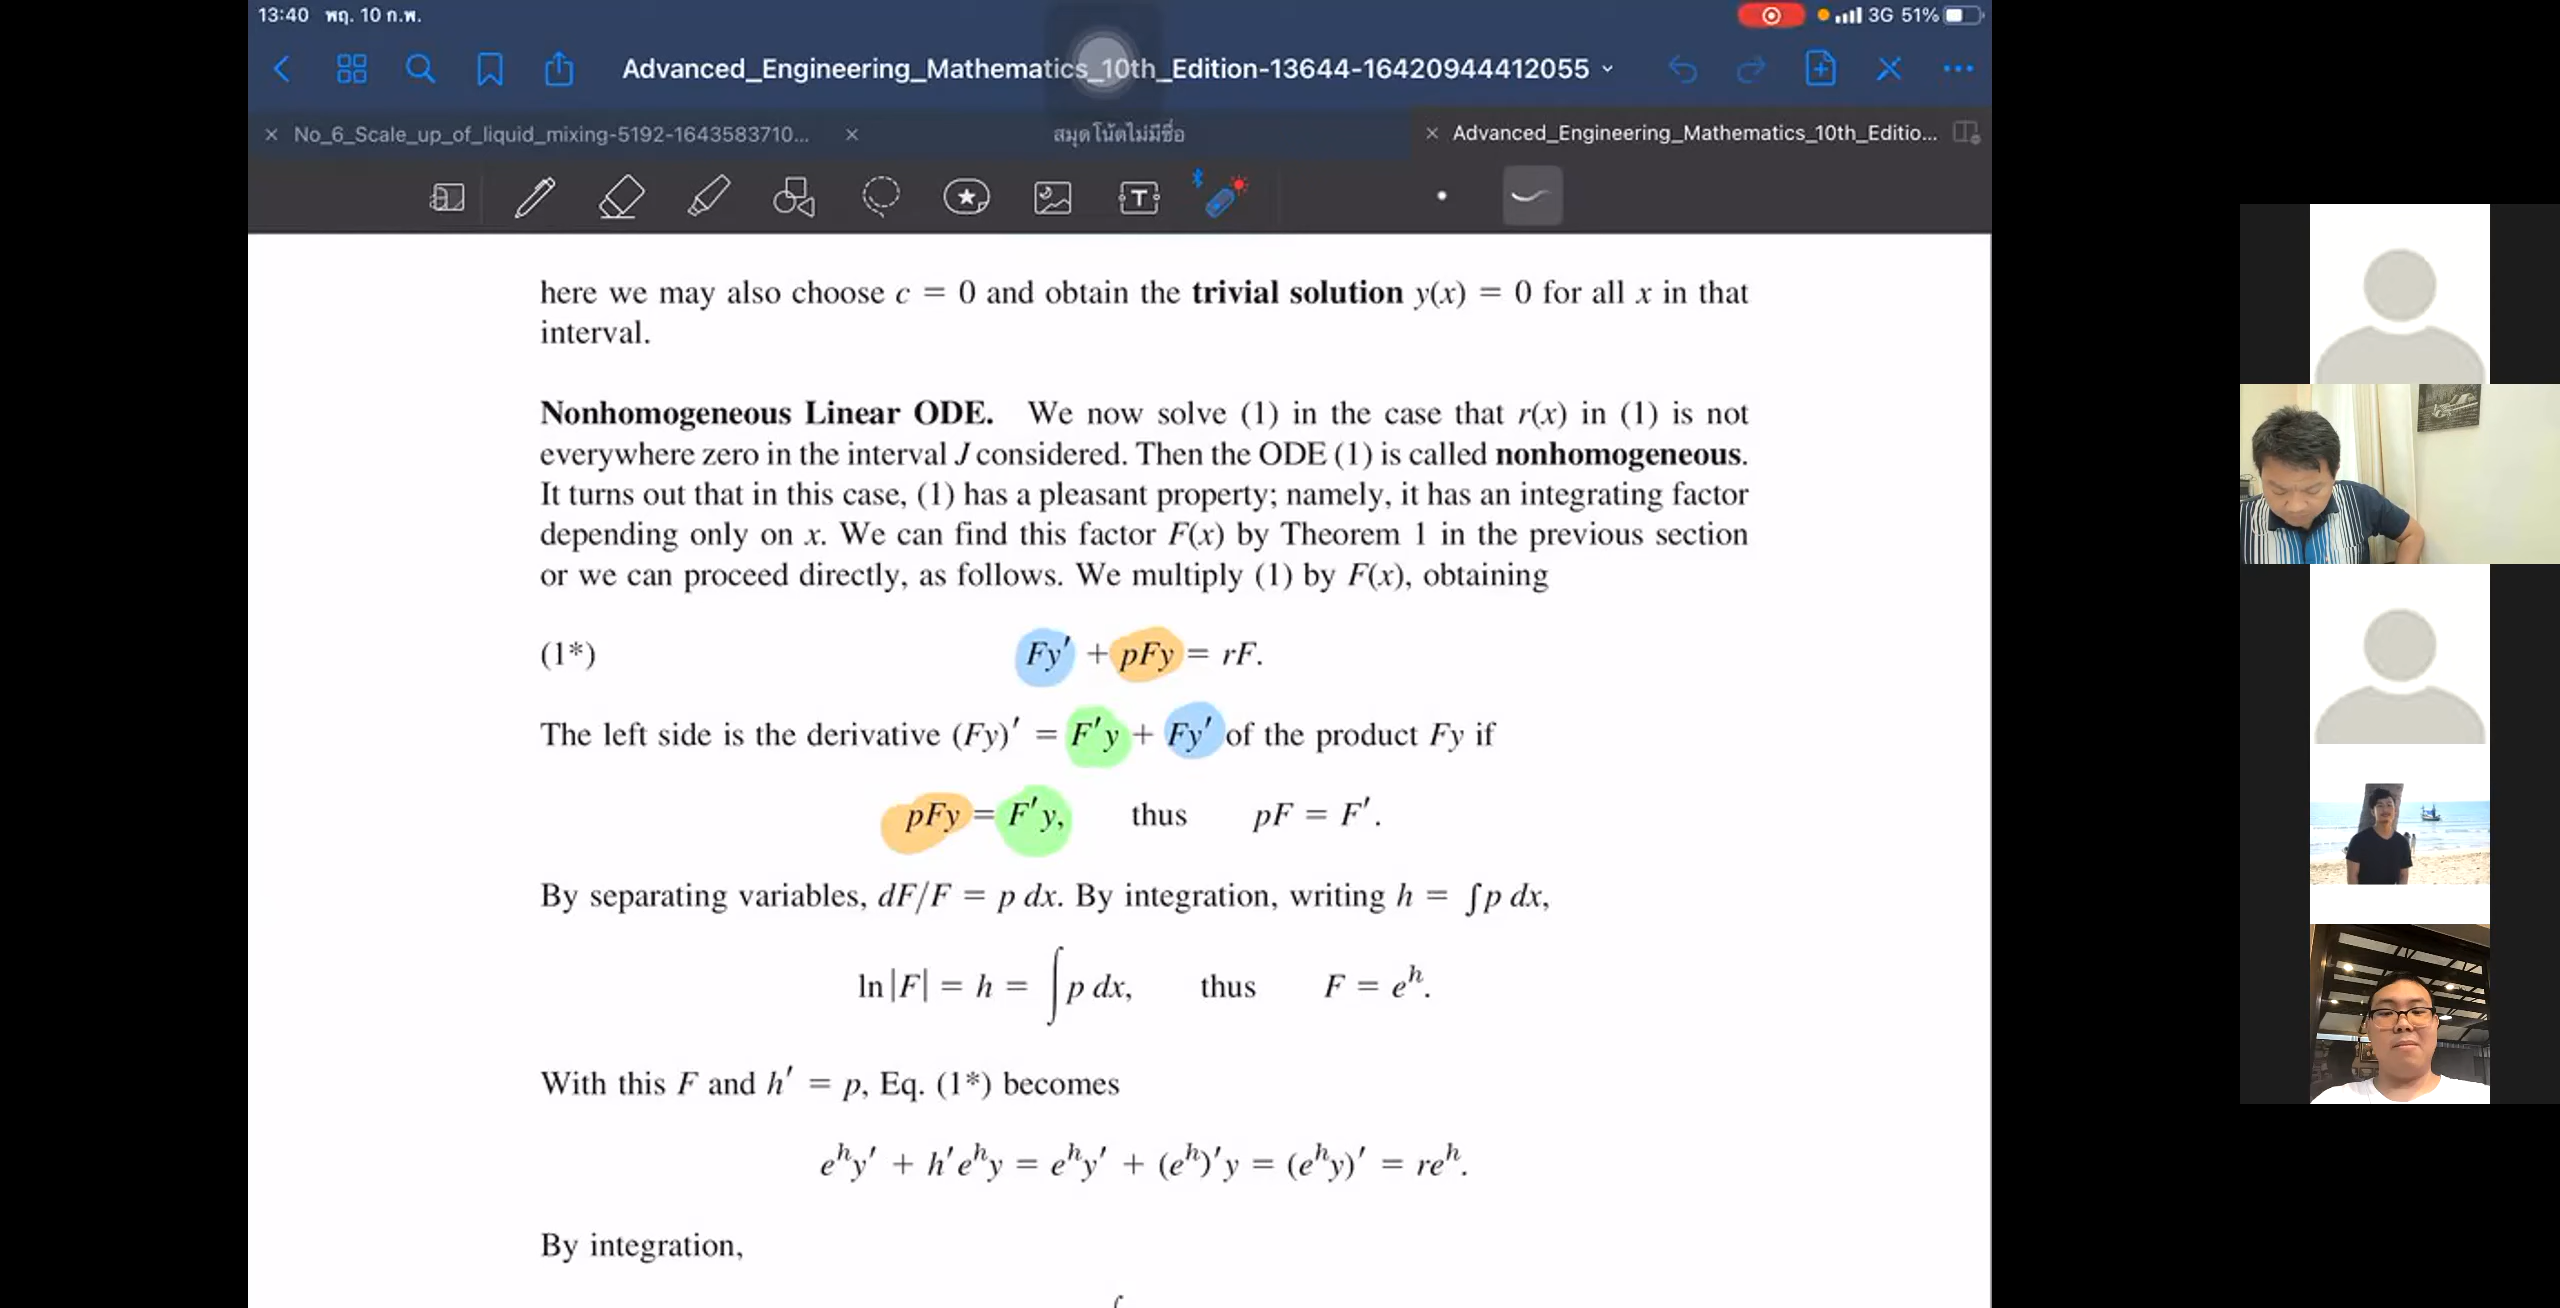 13:40 พฤ. 10 ก.พ.
3G 51%
Advanced_Engineering_Mathematics_10th_Edition-13644-16420944412055
× No_6_Scale_up_of_liquid_mixing-5192-1643583710... × สมุดโน้ตไม่มีชื่อ × Advanced_Engineering_Mathematics_10th_Editio...
T
here we may also choose c = 0 and obtain the trivial solution y(x) = 0 for all x in that
interval.
Nonhomogeneous Linear ODE. We now solve (1) in the case that r(x) in (1) is not
everywhere zero in the interval J considered. Then the ODE (1) is called nonhomogeneous.
It turns out that in this case, (1) has a pleasant property; namely, it has an integrating factor
depending only on x. We can find this factor F(x) by Theorem 1 in the previous section
or we can proceed directly, as follows. We multiply (1) by F(x), obtaining
(1*) Fy′ + pFy = rF.
The left side is the derivative (Fy)′ = F′y + Fy′ of the product Fy if
pFy = F′y, thus pF = F′.
By separating variables, dF/F = p dx. By integration, writing h = ∫p dx,
ln|F| = h = ∫p dx, thus F = eʰ.
With this F and h′ = p, Eq. (1*) becomes
eʰy′ + h′eʰy = eʰy′ + (eʰ)′y = (eʰy)′ = reʰ.
By integration,